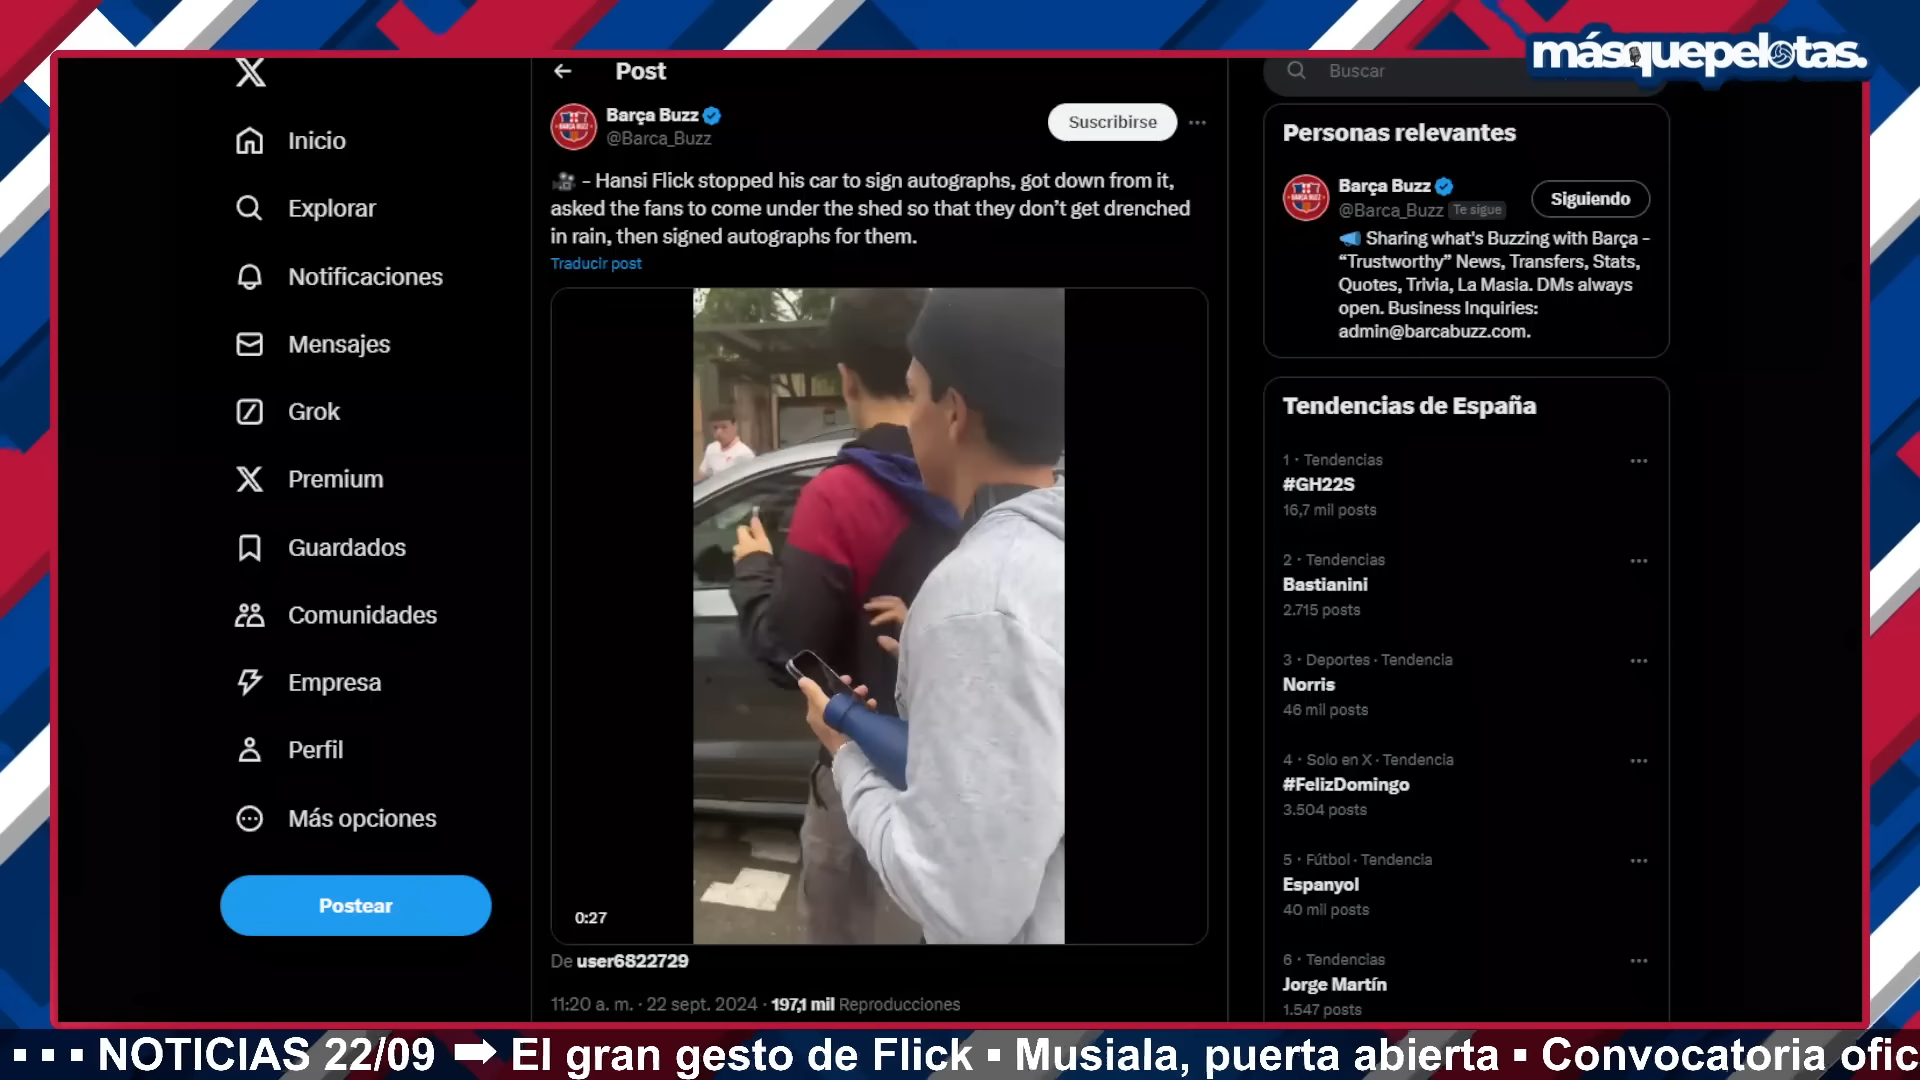 másquepelotas.
Inicio
Explorar
Notificaciones
Mensajes
Grok
Premium
Guardados
Comunidades
Empresa
Perfil
Más opciones
Postear
Post
Barça Buzz
@Barca_Buzz
Suscribirse
– Hansi Flick stopped his car to sign autographs, got down from it,
asked the fans to come under the shed so that they don’t get drenched
in rain, then signed autographs for them.
Traducir post
0:27
De user6822729
11:20 a. m. · 22 sept. 2024 · 197,1 mil Reproducciones
Buscar
Personas relevantes
Barça Buzz
@Barca_Buzz Te sigue
Siguiendo
Sharing what's Buzzing with Barça –
“Trustworthy” News, Transfers, Stats,
Quotes, Trivia, La Masia. DMs always
open. Business Inquiries:
admin@barcabuzz.com.
Tendencias de España
1 · Tendencias
#GH22S
16,7 mil posts
2 · Tendencias
Bastianini
2.715 posts
3 · Deportes · Tendencia
Norris
46 mil posts
4 · Solo en X · Tendencia
#FelizDomingo
3.504 posts
5 · Fútbol · Tendencia
Espanyol
40 mil posts
6 · Tendencias
Jorge Martín
1.547 posts
NOTICIAS 22/09 ➡ El gran gesto de Flick ▪ Musiala, puerta abierta ▪ Convocatoria ofic